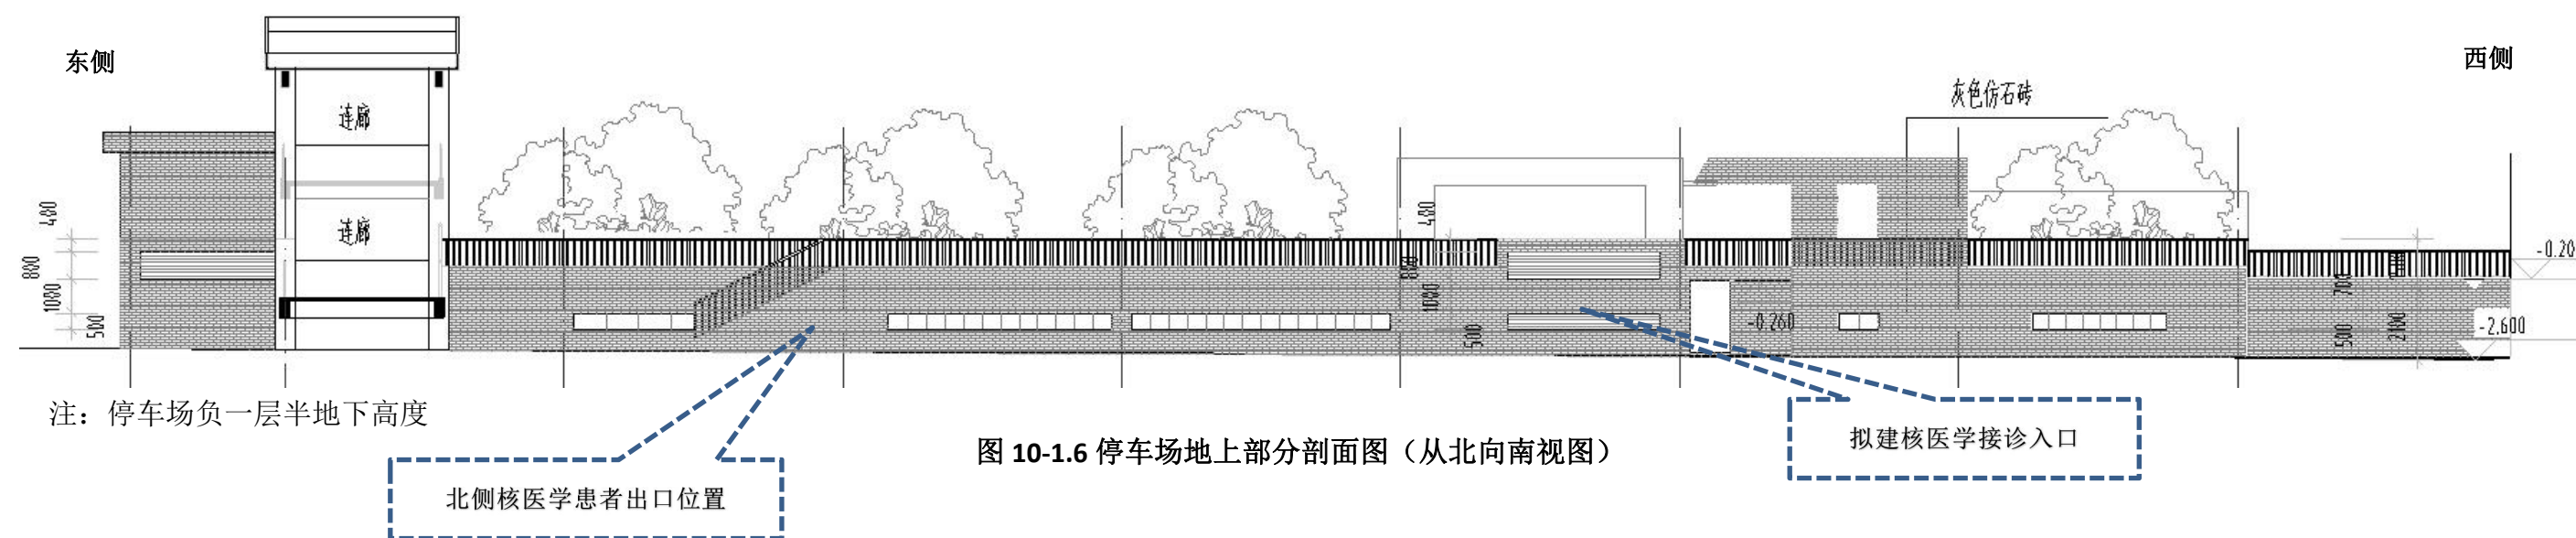 东侧
西侧
灰色仿石砖
连廊
连廊
480
880
1080
500
480
880
1080
500
-0.260
-0.20
700
500
2100
-2.600
注：停车场负一层半地下高度
图 10-1.6 停车场地上部分剖面图（从北向南视图）
拟建核医学接诊入口
北侧核医学患者出口位置